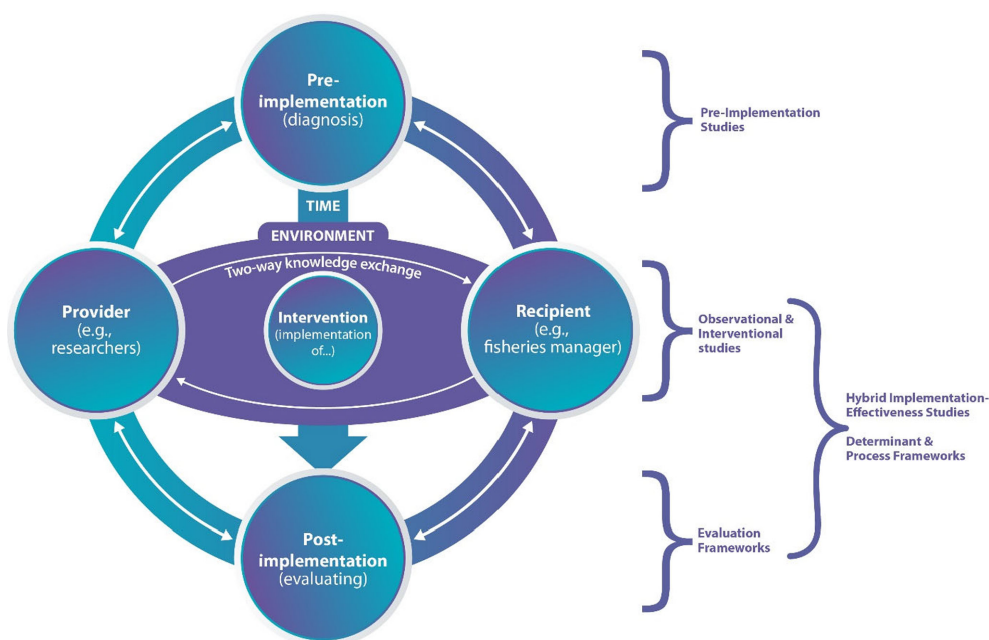 Pre-
implementation
(diagnosis)
Pre-Implementation
Studies
TIME
ENVIRONMENT
Two-way knowledge exchange
Provider
(e.g.,
researchers)
Intervention
(implementation
of...)
Recipient
(e.g.,
fisheries manager)
Observational &
Interventional
studies
Hybrid Implementation-
Effectiveness Studies
Determinant &
Process Frameworks
Post-
implementation
(evaluating)
Evaluation
Frameworks